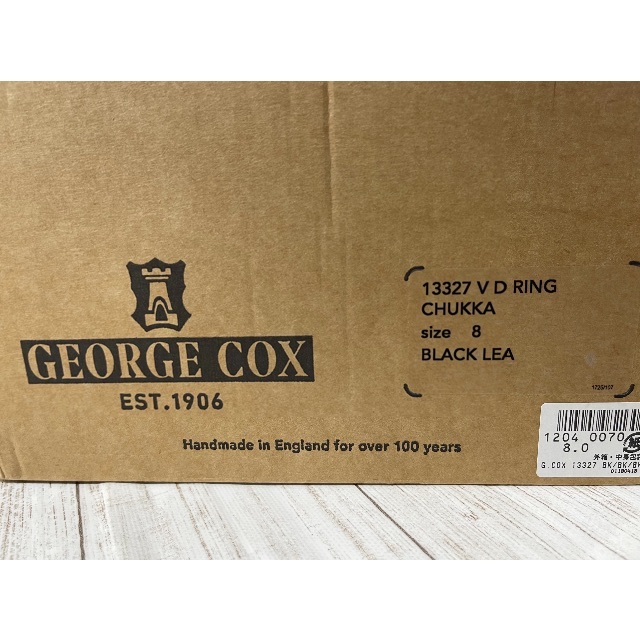 GEORGE COX
EST.1906
Handmade in England for over 100 years
13327 V D RING
CHUKKA
size 8
BLACK LEA
1204 0070
8.0
G.COX 13327 BK/BK/BK
01180418